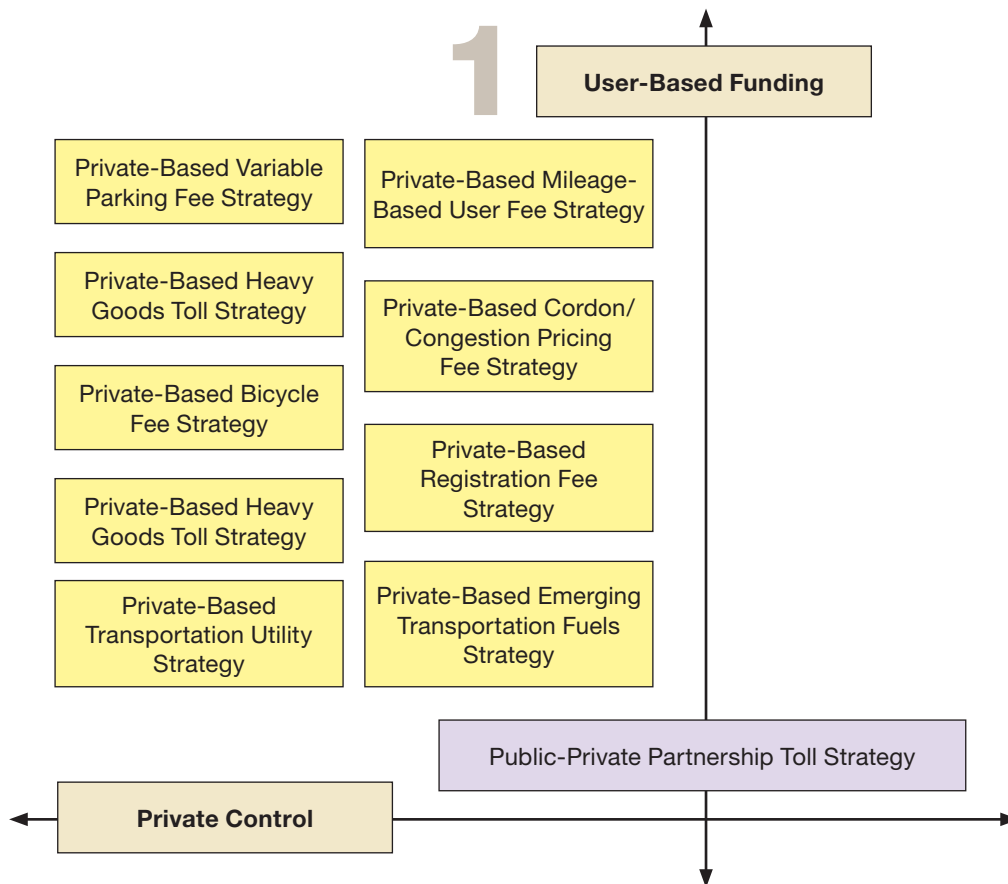 1
User-Based Funding
Private-Based Variable
Parking Fee Strategy
Private-Based Heavy
Goods Toll Strategy
Private-Based Bicycle
Fee Strategy
Private-Based Heavy
Goods Toll Strategy
Private-Based
Transportation Utility
Strategy
Private-Based Mileage-
Based User Fee Strategy
Private-Based Cordon/
Congestion Pricing
Fee Strategy
Private-Based
Registration Fee
Strategy
Private-Based Emerging
Transportation Fuels
Strategy
Public-Private Partnership Toll Strategy
Private Control